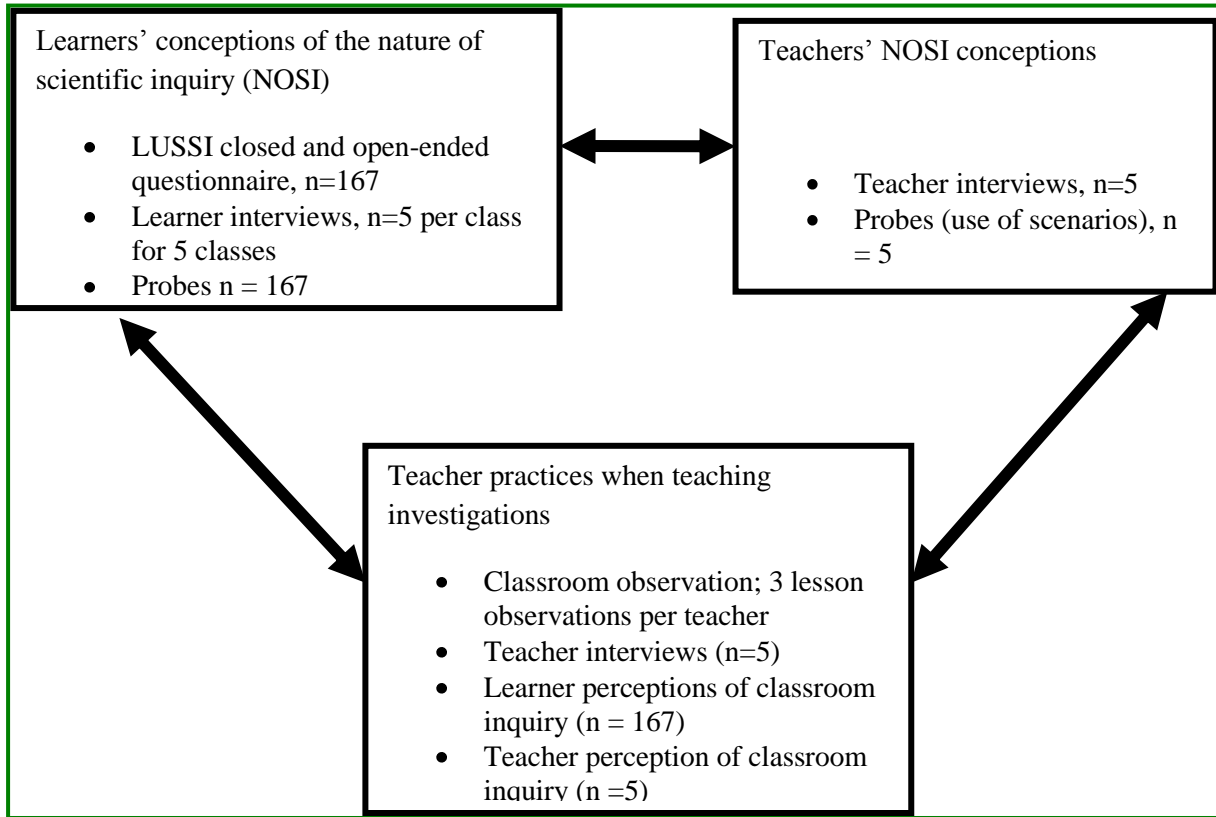 Learners’ conceptions of the nature of
scientific inquiry (NOSI)
• LUSSI closed and open-ended
questionnaire, n=167
• Learner interviews, n=5 per class
for 5 classes
• Probes n = 167
Teachers’ NOSI conceptions
• Teacher interviews, n=5
• Probes (use of scenarios), n
= 5
Teacher practices when teaching
investigations
• Classroom observation; 3 lesson
observations per teacher
• Teacher interviews (n=5)
• Learner perceptions of classroom
inquiry (n = 167)
• Teacher perception of classroom
inquiry (n =5)